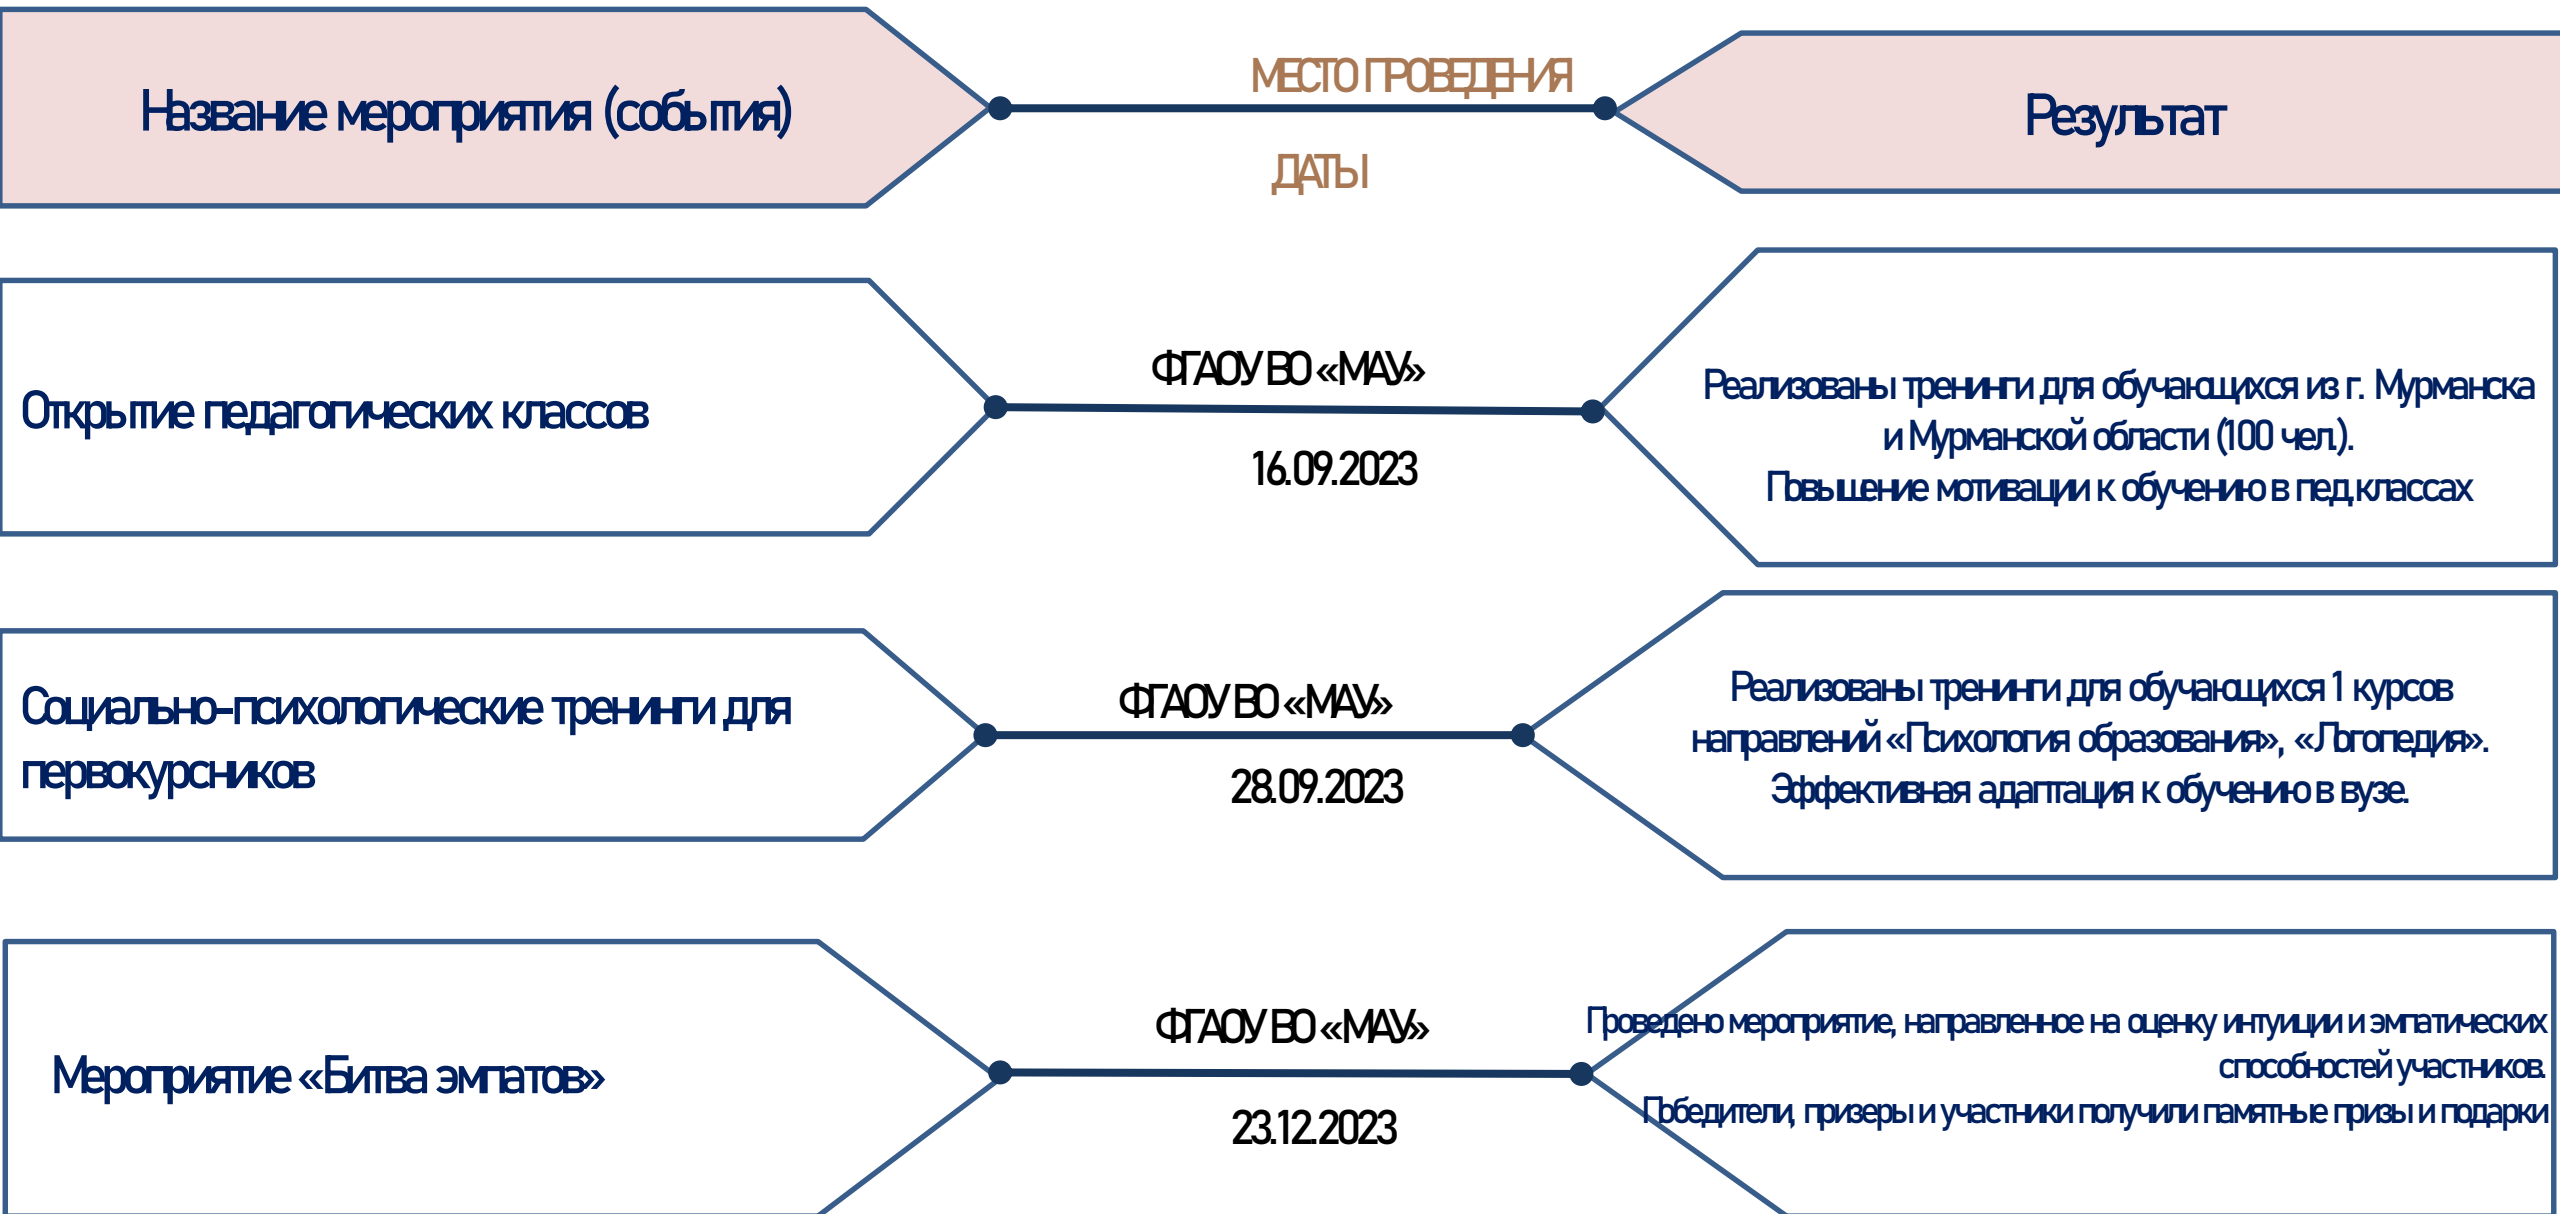 Название мероприятия (события)
МЕСТО ПРОВЕДЕНИЯ
ДАТЫ
Результат
Открытие педагогических классов
ФГАОУ ВО «МАУ»
16.09.2023
Реализованы тренинги для обучающихся из г. Мурманска
и Мурманской области (100 чел.).
Повышение мотивации к обучению в пед.классах
Социально-психологические тренинги для
первокурсников
ФГАОУ ВО «МАУ»
28.09.2023
Реализованы тренинги для обучающихся 1 курсов
направлений «Психология образования», «Логопедия».
Эффективная адаптация к обучению в вузе.
Мероприятие «Битва эмпатов»
ФГАОУ ВО «МАУ»
23.12.2023
Проведено мероприятие, направленное на оценку интуиции и эмпатических
способностей участников.
Победители, призеры и участники получили памятные призы и подарки